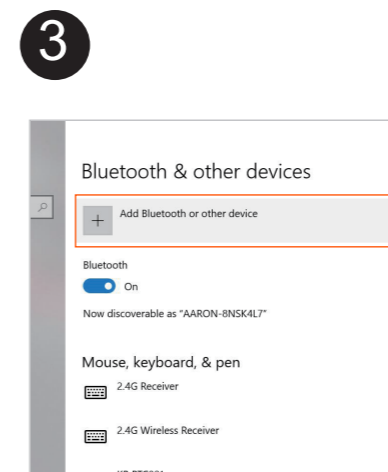 3
Bluetooth & other devices
Add Bluetooth or other device
Bluetooth
On
Now discoverable as "AARON-8NSK4L7"
Mouse, keyboard, & pen
2.4G Receiver
2.4G Wireless Receiver